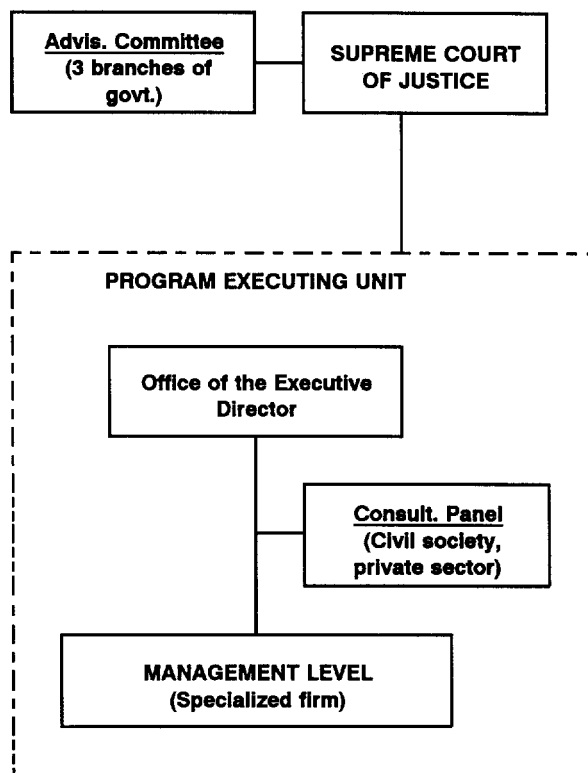 Advis. Committee
(3 branches of
govt.)
SUPREME COURT
OF JUSTICE
PROGRAM EXECUTING UNIT
Office of the Executive
Director
Consult. Panel
(Civil society,
private sector)
MANAGEMENT LEVEL
(Specialized firm)